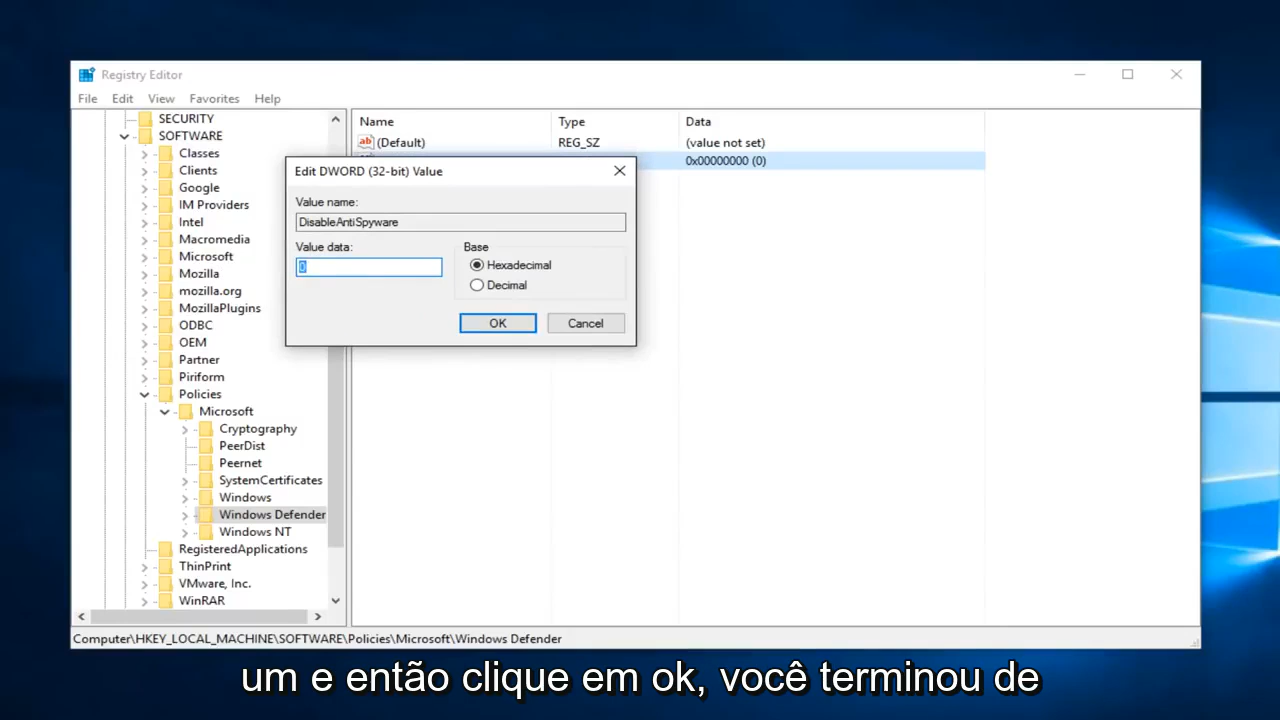 Registry Editor
File Edit View Favorites Help
SECURITY
SOFTWARE
Classes
Clients
Google
IM Providers
Intel
Macromedia
Microsoft
Mozilla
mozilla.org
MozillaPlugins
ODBC
OEM
Partner
Piriform
Policies
Microsoft
Cryptography
PeerDist
Peernet
SystemCertificates
Windows
Windows Defender
Windows NT
RegisteredApplications
ThinPrint
VMware, Inc.
WinRAR
Name Type Data
ab (Default) REG_SZ (value not set)
0x00000000 (0)
Edit DWORD (32-bit) Value
Value name:
DisableAntiSpyware
Value data: Base
0 Hexadecimal
Decimal
OK Cancel
Computer\HKEY_LOCAL_MACHINE\SOFTWARE\Policies\Microsoft\Windows Defender
um e então clique em ok, você terminou de